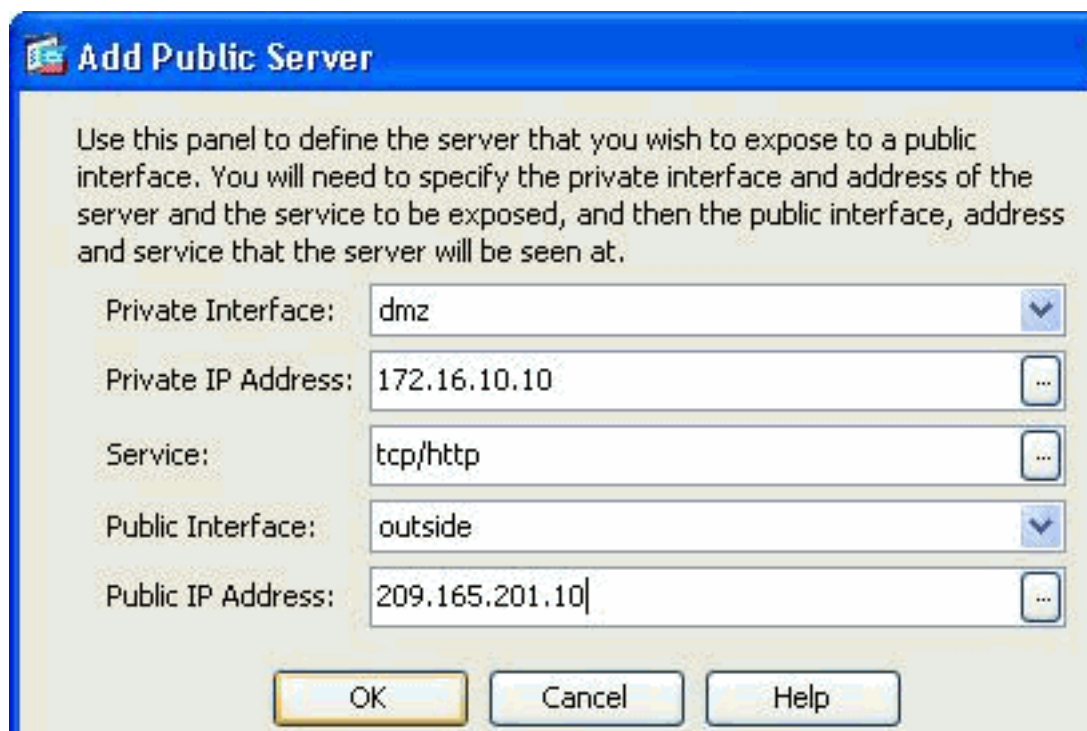 Add Public Server
Use this panel to define the server that you wish to expose to a public
interface. You will need to specify the private interface and address of the
server and the service to be exposed, and then the public interface, address
and service that the server will be seen at.
Private Interface: dmz
Private IP Address: 172.16.10.10 ...
Service: tcp/http ...
Public Interface: outside
Public IP Address: 209.165.201.10 ...
OK Cancel Help